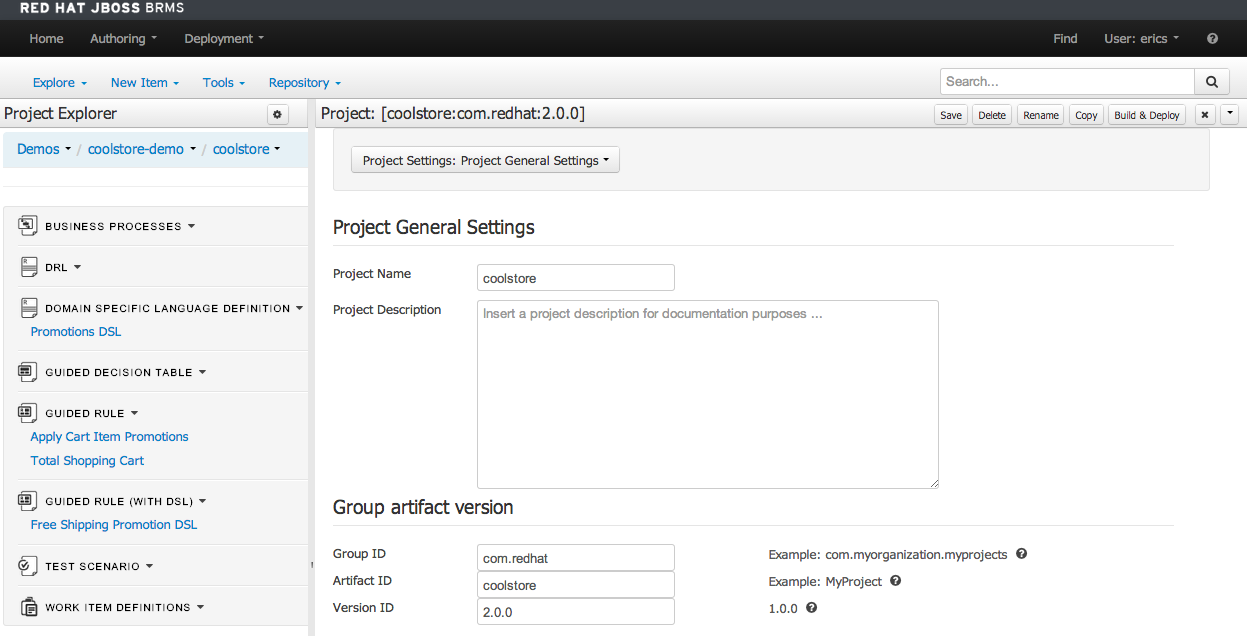 RED HAT JBOSS BRMS
Home Authoring Deployment Find User: erics
Explore New Item Tools Repository Search...
Project Explorer
Demos / coolstore-demo / coolstore
BUSINESS PROCESSES
DRL
DOMAIN SPECIFIC LANGUAGE DEFINITION
Promotions DSL
GUIDED DECISION TABLE
GUIDED RULE
Apply Cart Item Promotions
Total Shopping Cart
GUIDED RULE (WITH DSL)
Free Shipping Promotion DSL
TEST SCENARIO
WORK ITEM DEFINITIONS
Project: [coolstore:com.redhat:2.0.0] Save Delete Rename Copy Build & Deploy
Project Settings: Project General Settings
Project General Settings
Project Name coolstore
Project Description Insert a project description for documentation purposes ...
Group artifact version
Group ID com.redhat Example: com.myorganization.myprojects
Artifact ID coolstore Example: MyProject
Version ID 2.0.0 1.0.0